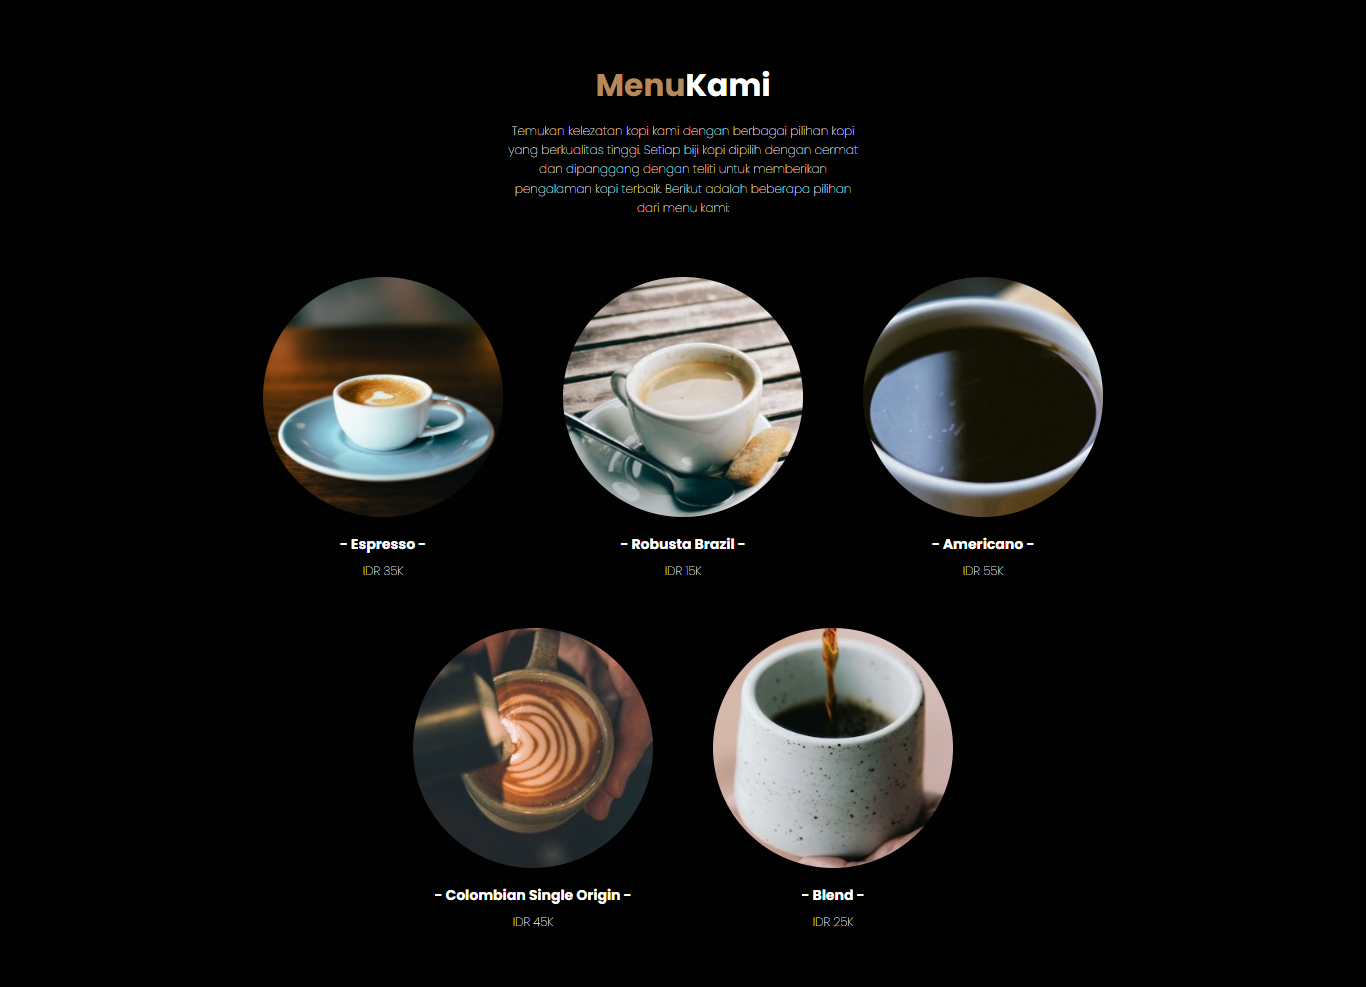 MenuKami
Temukan kelezatan kopi kami dengan berbagai pilihan kopi
yang berkualitas tinggi. Setiap biji kopi dipilih dengan cermat
dan dipanggang dengan teliti untuk memberikan
pengalaman kopi terbaik. Berikut adalah beberapa pilihan
dari menu kami:
- Espresso -
IDR 35K
- Robusta Brazil -
IDR 15K
- Americano -
IDR 55K
- Colombian Single Origin -
IDR 45K
- Blend -
IDR 25K